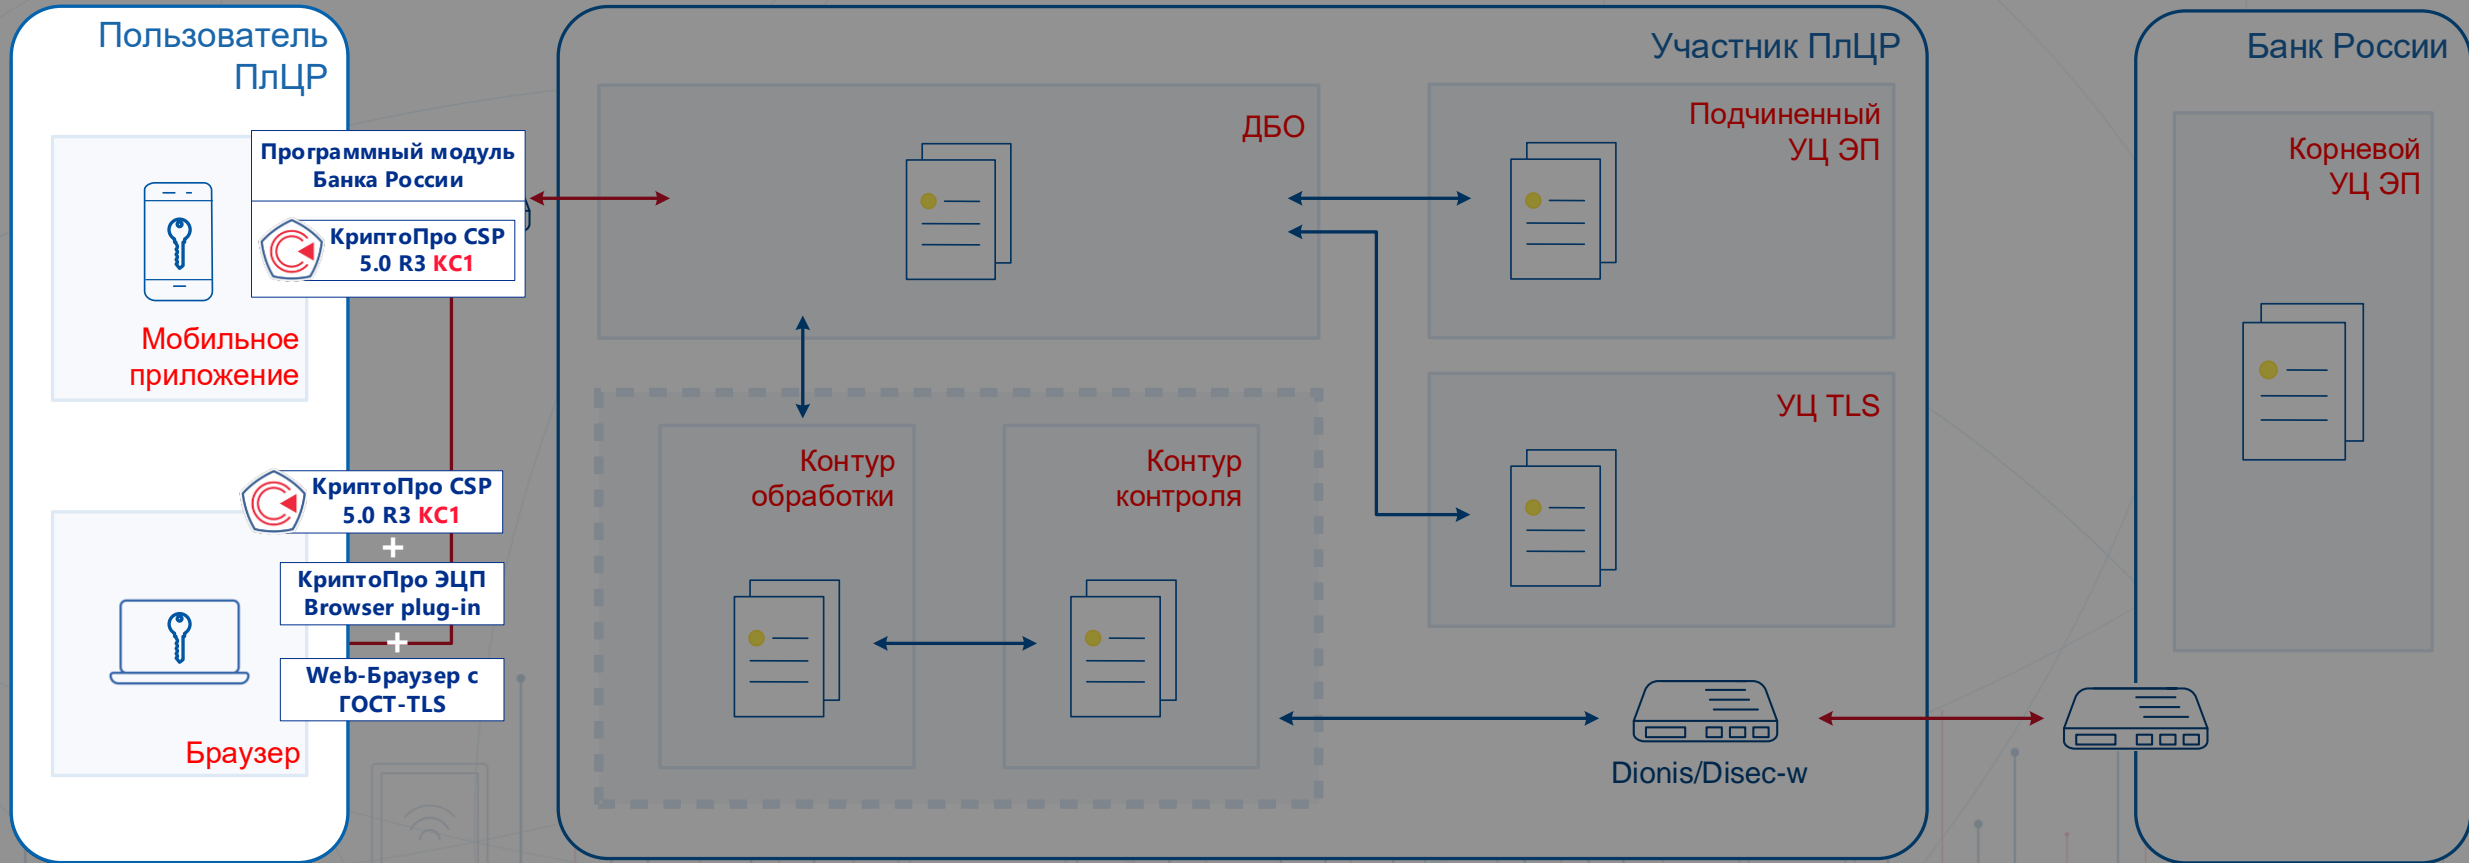 Пользователь
ПлЦР
Программный модуль
Банка России
КриптоПро CSP
5.0 R3 КС1
Мобильное
приложение
КриптоПро CSP
5.0 R3 КС1
+
КриптоПро ЭЦП
Browser plug-in
+
Web-Браузер с
ГОСТ-TLS
Браузер
Участник ПлЦР
ДБО
Подчиненный
УЦ ЭП
Контур
обработки
Контур
контроля
УЦ TLS
Dionis/Disec-w
Банк России
Корневой
УЦ ЭП